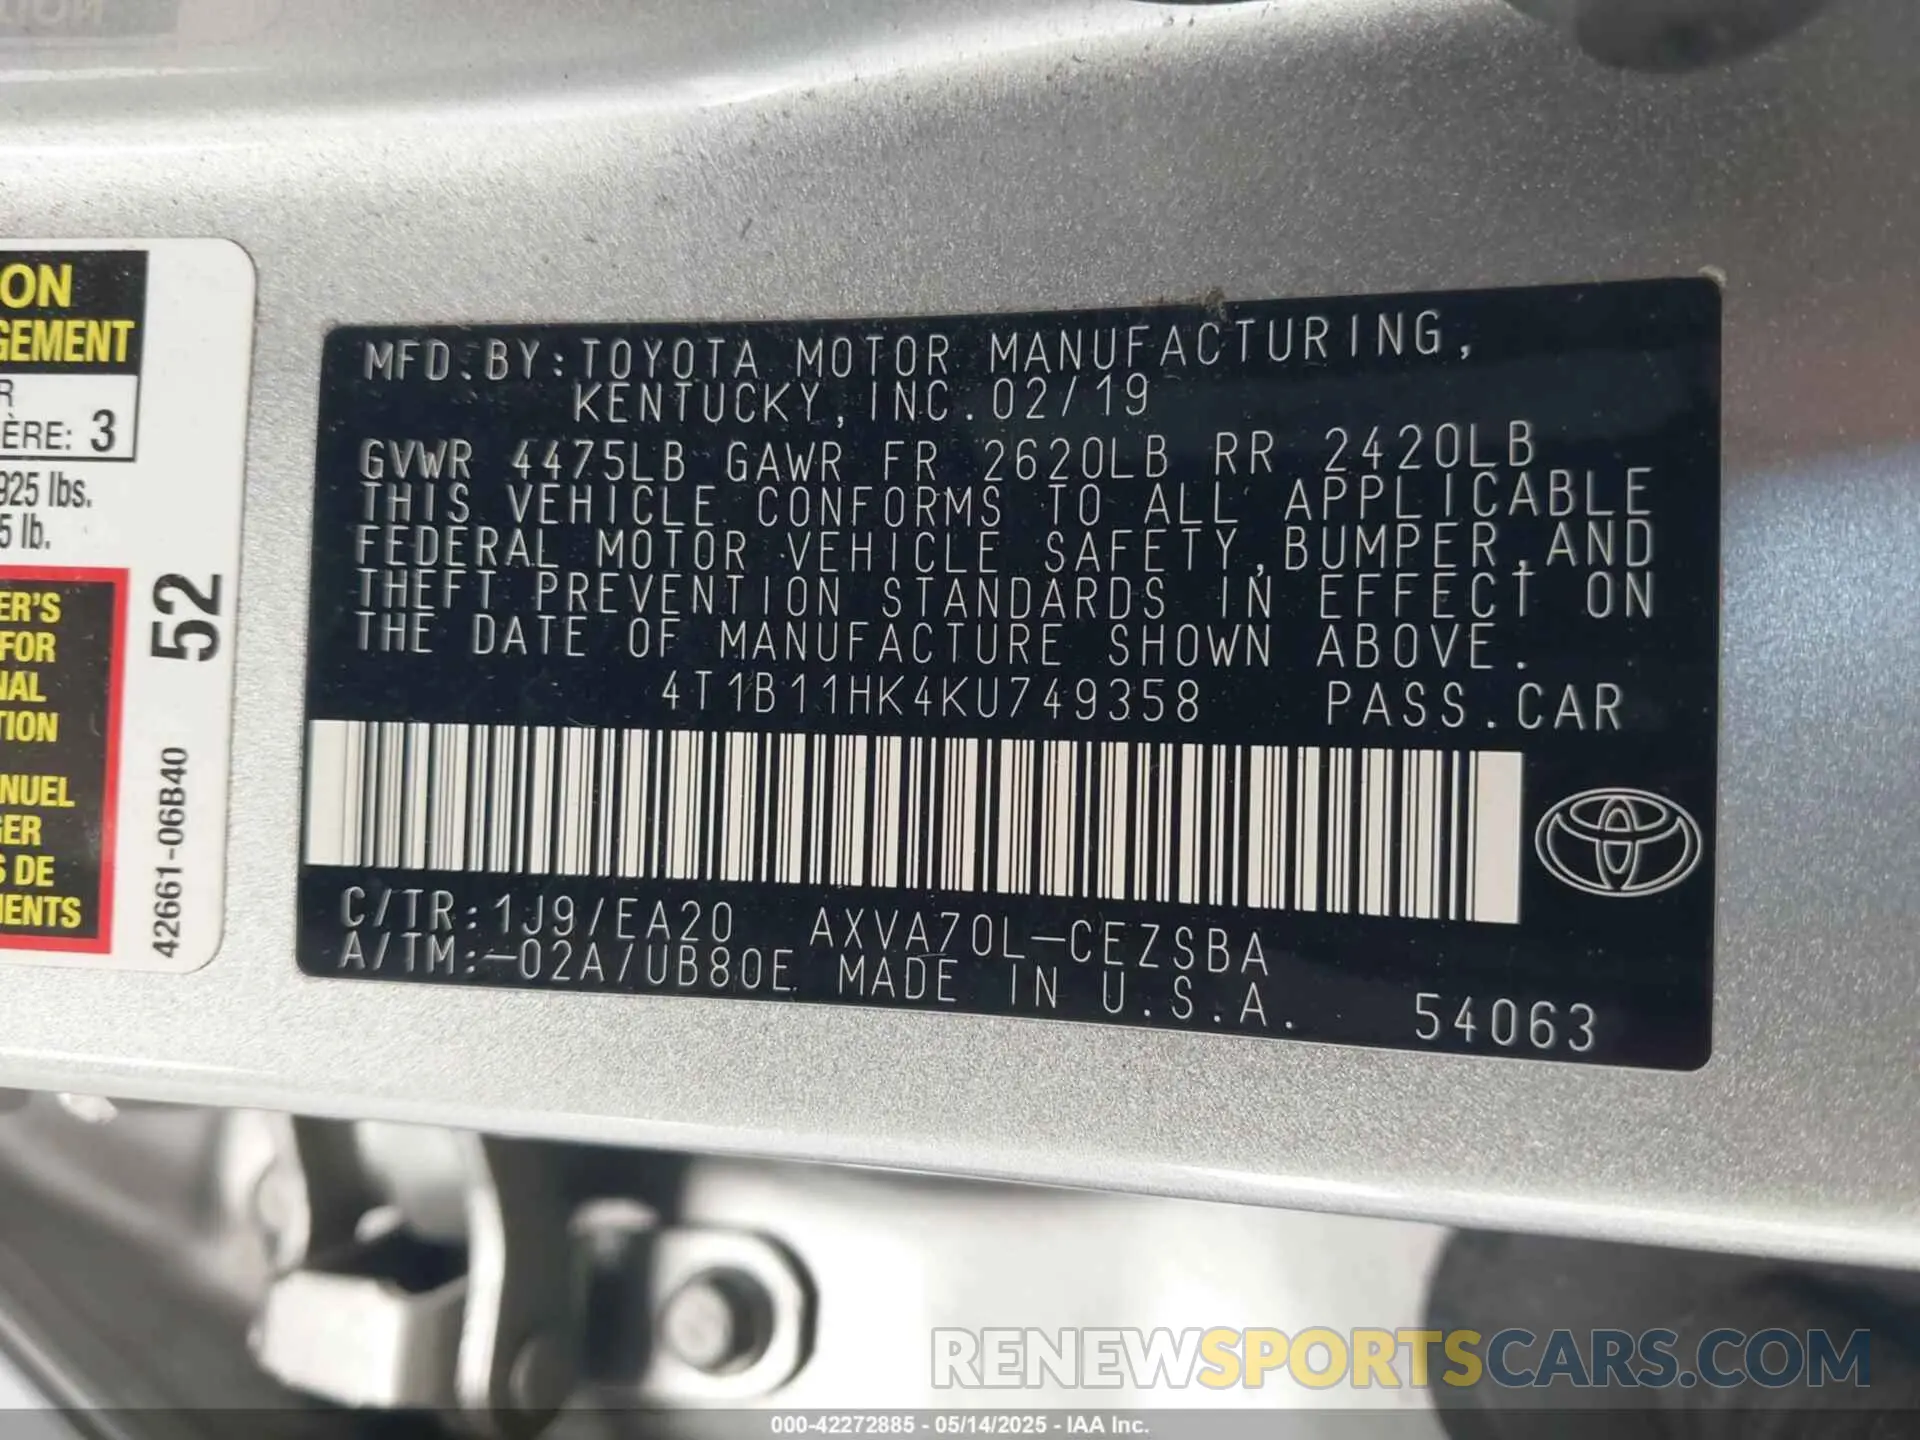 ON
GEMENT
R
ÈRE: 3
925 lbs.
5 lb.
ER'S
FOR
NAL
TION
NUEL
GER
S DE
MENTS
52
42661-06B40
MFD.BY:TOYOTA MOTOR MANUFACTURING,
KENTUCKY,INC.02/19
GVWR 4475LB GAWR FR 2620LB RR 2420LB
THIS VEHICLE CONFORMS TO ALL APPLICABLE
FEDERAL MOTOR VEHICLE SAFETY,BUMPER,AND
THEFT PREVENTION STANDARDS IN EFFECT ON
THE DATE OF MANUFACTURE SHOWN ABOVE.
4T1B11HK4KU749358 PASS.CAR
C/TR:1J9/EA20 AXVA70L-CEZSBA
A/TM:-02A/UB80E MADE IN U.S.A. 54063
RENEWSPORTSCARS.COM
000-42272885 - 05/14/2025 - IAA Inc.